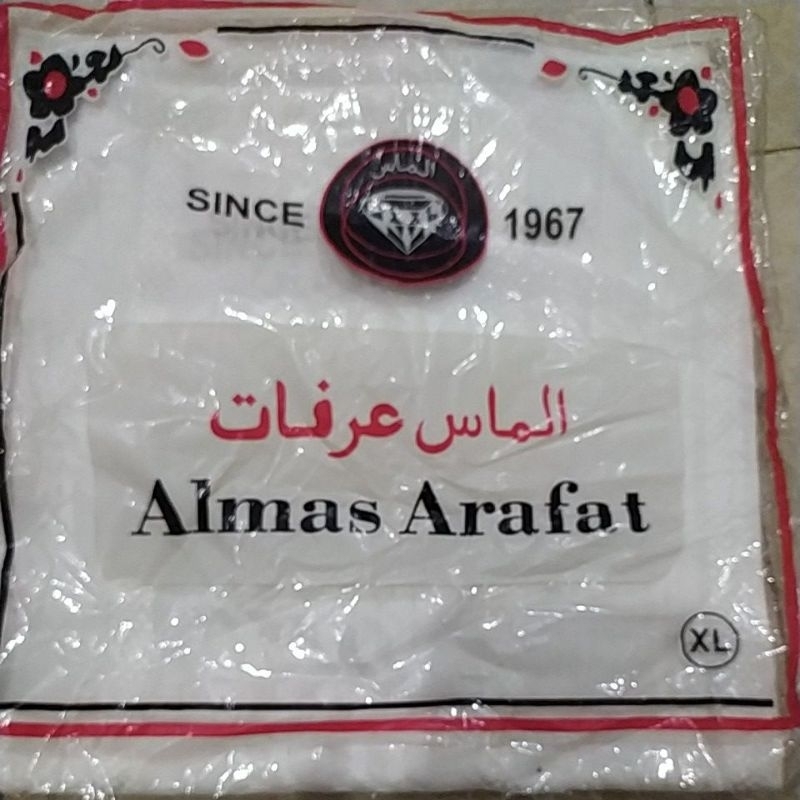 الماس
SINCE 1967
الماس عرفات
Almas Arafat
XL